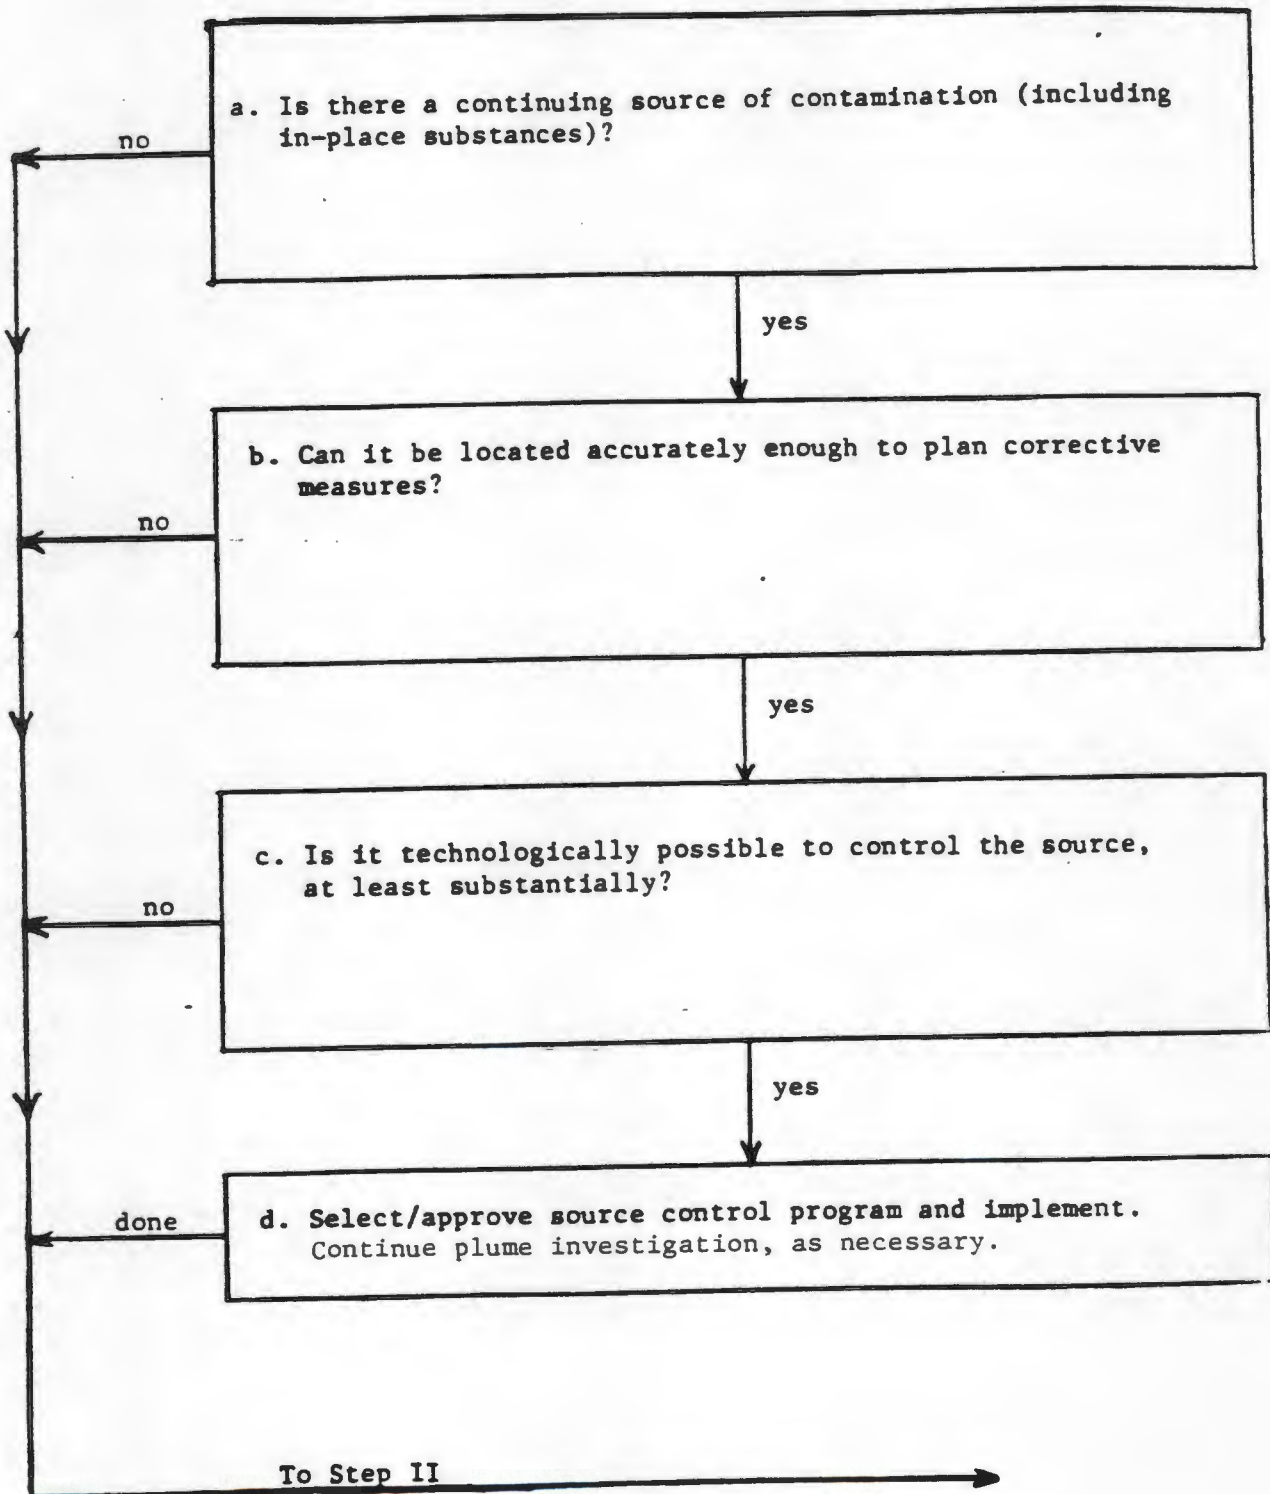 a. Is there a continuing source of contamination (including
in-place substances)?
no
yes
b. Can it be located accurately enough to plan corrective
measures?
no
yes
c. Is it technologically possible to control the source,
at least substantially?
no
yes
d. Select/approve source control program and implement.
Continue plume investigation, as necessary.
done
To Step II